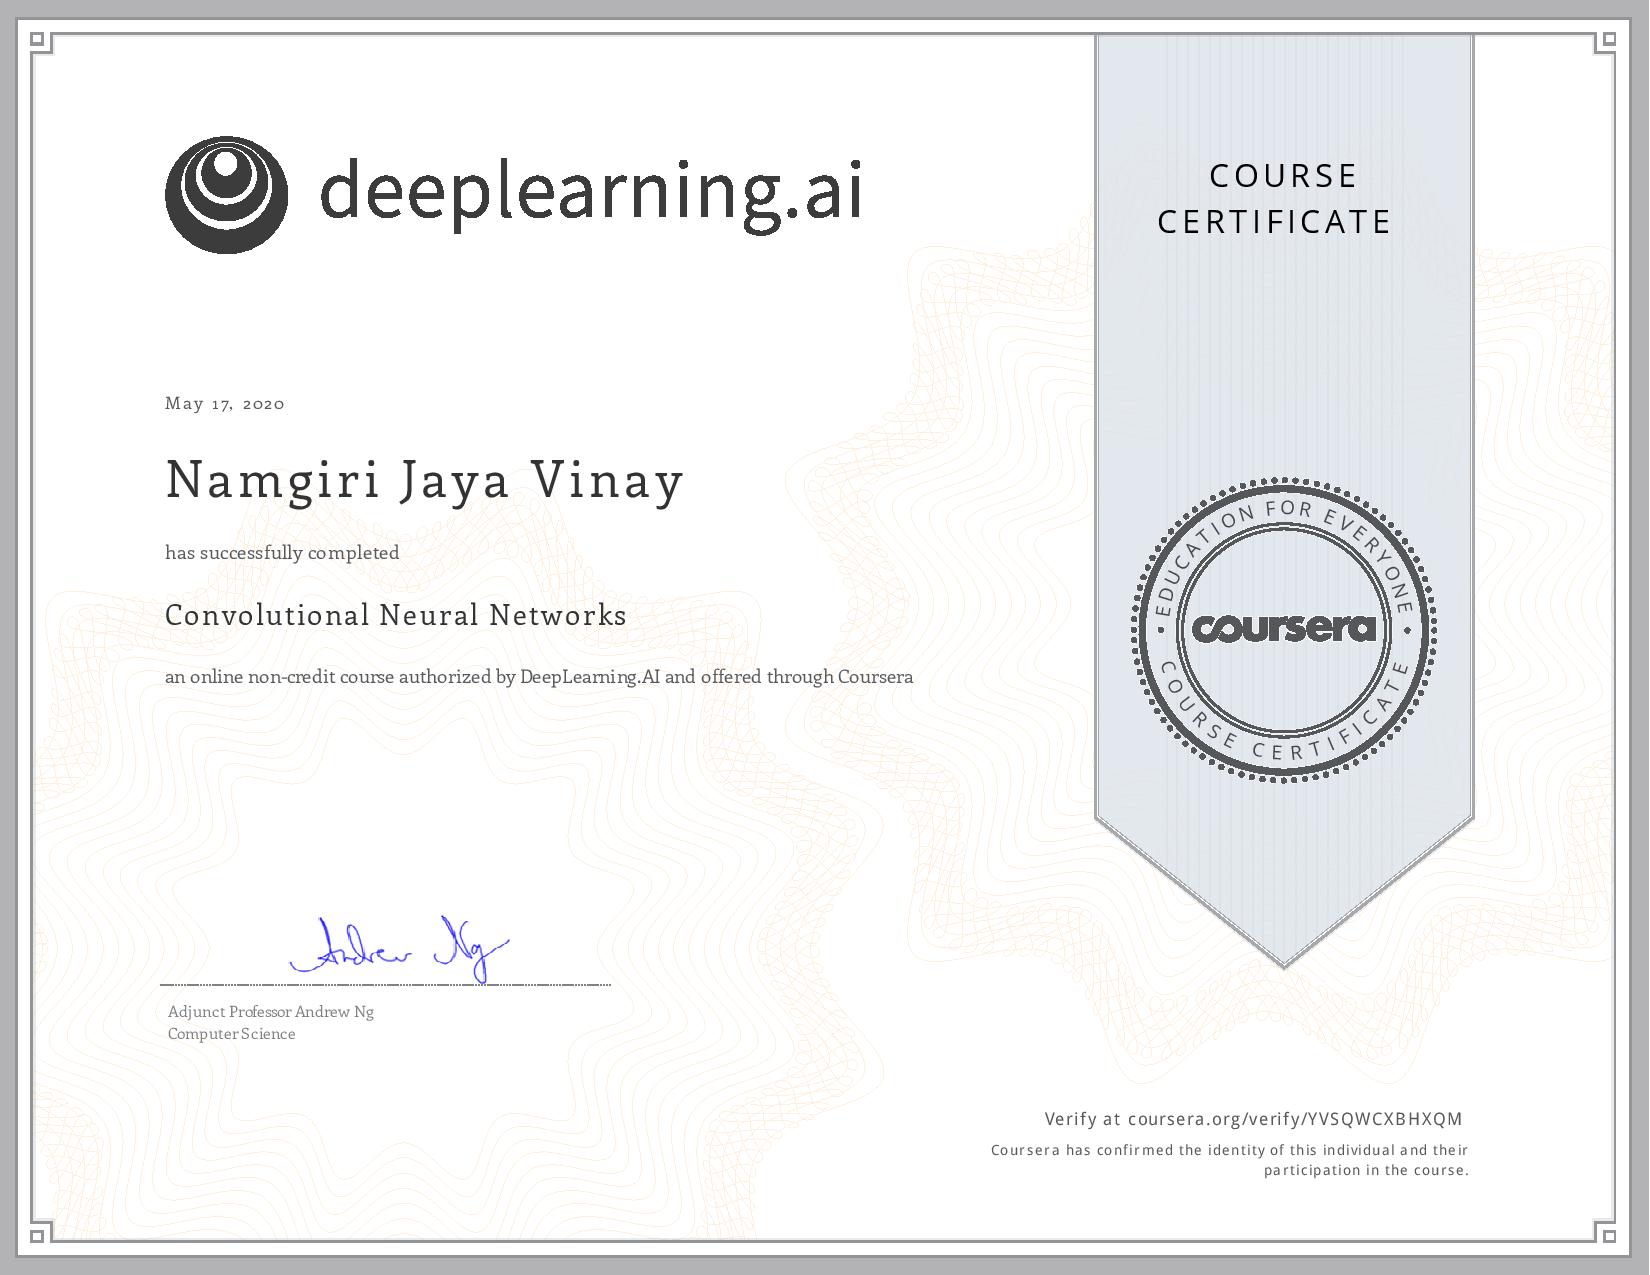 deeplearning.ai
COURSE
CERTIFICATE
May 17, 2020
Namgiri Jaya Vinay
has successfully completed
Convolutional Neural Networks
an online non-credit course authorized by DeepLearning.AI and offered through Coursera
EDUCATION FOR EVERYONE
coursera
COURSE CERTIFICATE
Andrew Ng
Adjunct Professor Andrew Ng
Computer Science
Verify at coursera.org/verify/YVSQWCXBHXQM
Coursera has confirmed the identity of this individual and their
participation in the course.